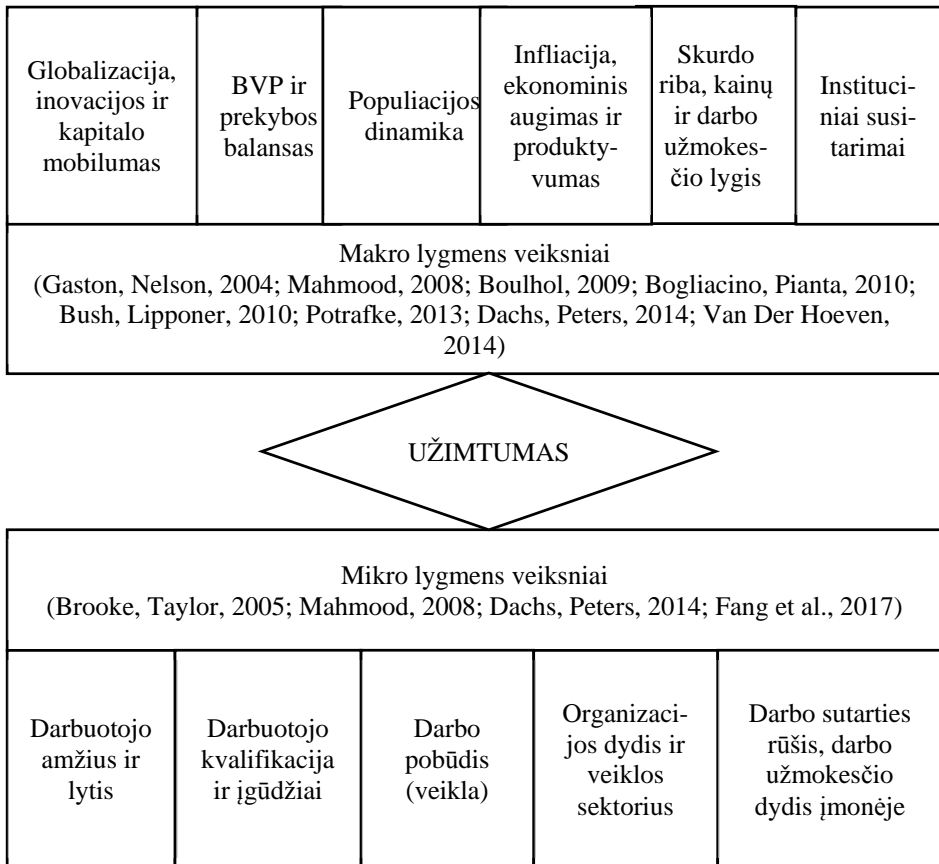 Globalizacija,
inovacijos ir
kapitalo
mobilumas
BVP ir
prekybos
balansas
Populiacijos
dinamika
Infliacija,
ekonominis
augimas ir
produkty-
vumas
Skurdo
riba, kainų
ir darbo
užmokes-
čio lygis
Instituci-
niai susi-
tarimai
Makro lygmens veiksniai
(Gaston, Nelson, 2004; Mahmood, 2008; Boulhol, 2009; Bogliacino, Pianta, 2010;
Bush, Lipponer, 2010; Potrafke, 2013; Dachs, Peters, 2014; Van Der Hoeven,
2014)
UŽIMTUMAS
Mikro lygmens veiksniai
(Brooke, Taylor, 2005; Mahmood, 2008; Dachs, Peters, 2014; Fang et al., 2017)
Darbuotojo
amžius ir
lytis
Darbuotojo
kvalifikacija
ir įgūdžiai
Darbo
pobūdis
(veikla)
Organizaci-
jos dydis ir
veiklos
sektorius
Darbo sutarties
rūšis, darbo
užmokesčio
dydis įmonėje